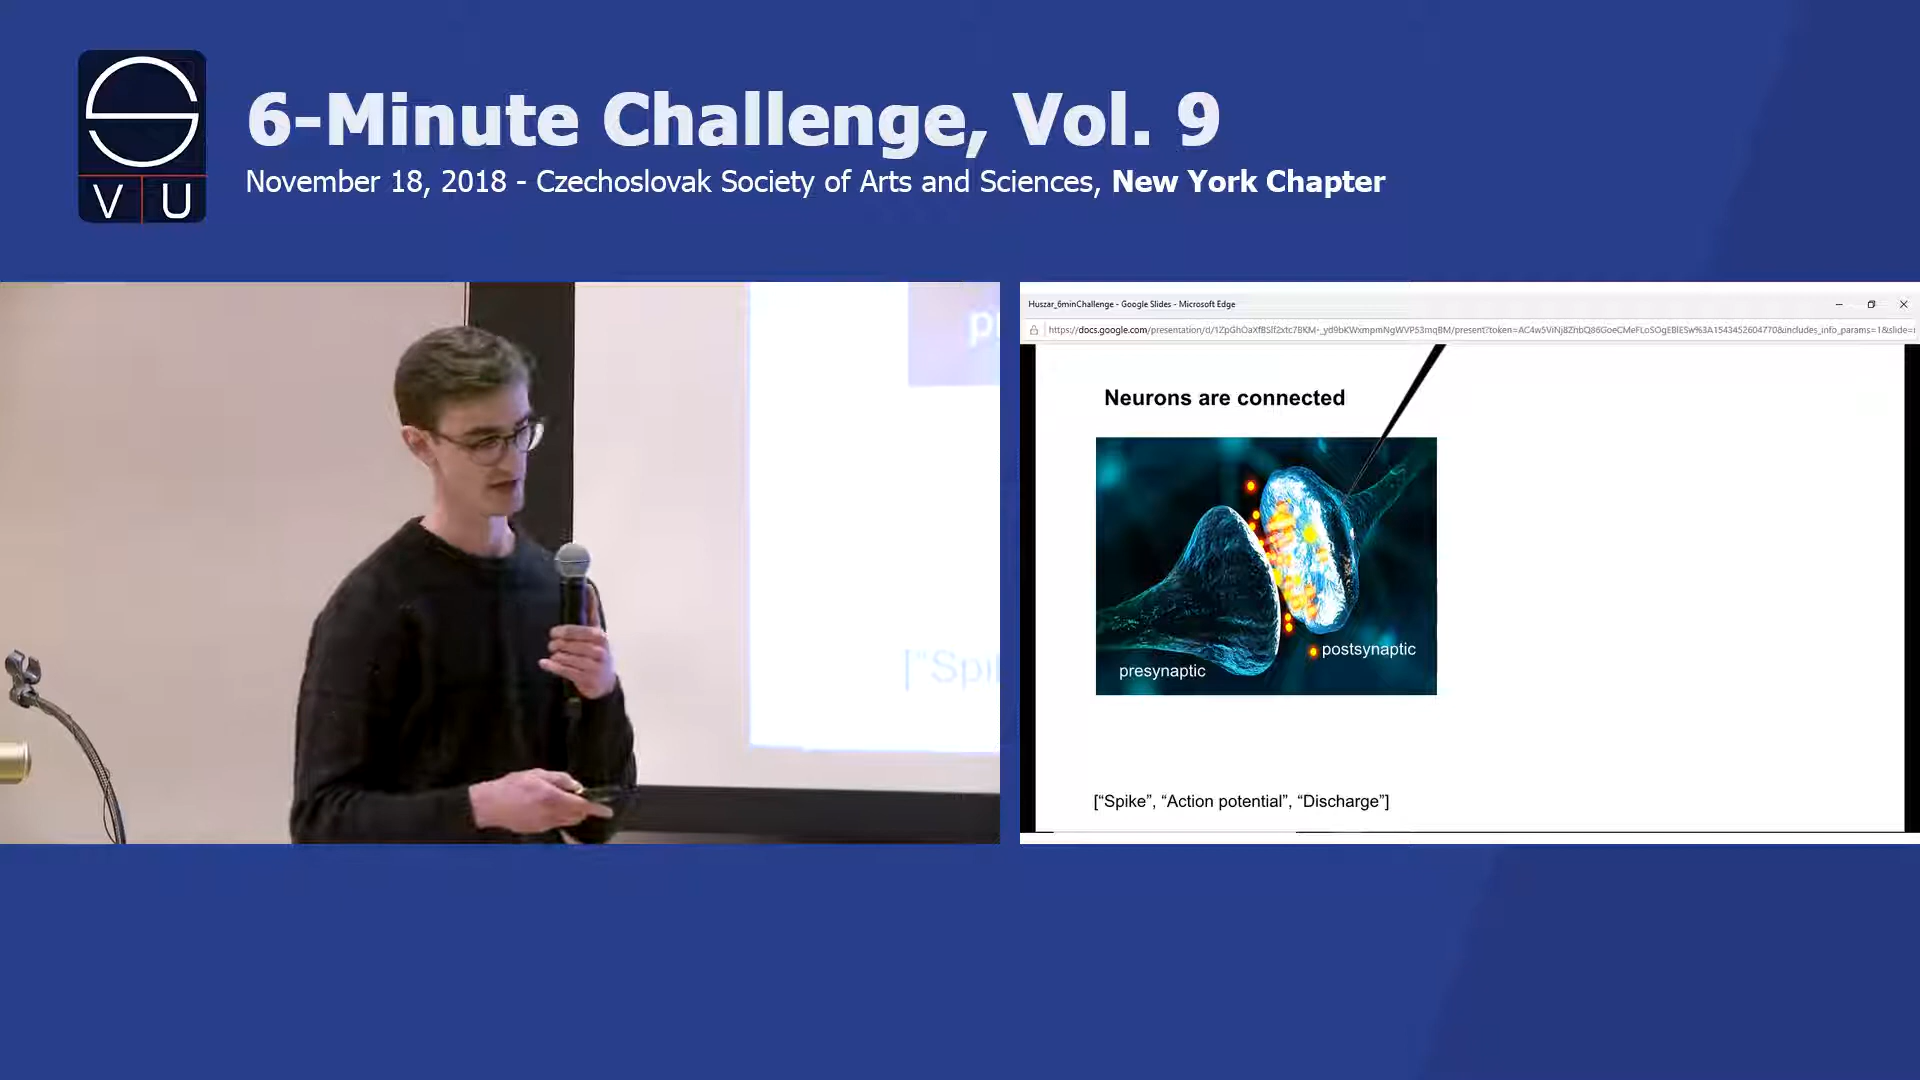 S
V U
6-Minute Challenge, Vol. 9
November 18, 2018 - Czechoslovak Society of Arts and Sciences, New York Chapter
p
["Spi
Huszar_6minChallenge - Google Slides - Microsoft Edge
Neurons are connected
postsynaptic
presynaptic
["Spike", "Action potential", "Discharge"]